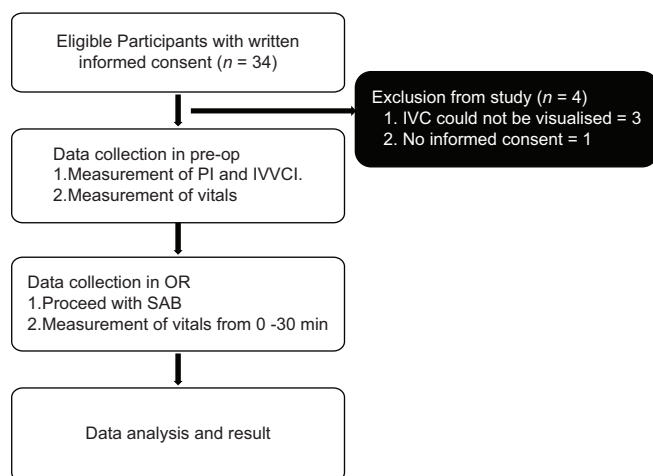 Eligible Participants with written
informed consent (n = 34)
Exclusion from study (n = 4)
1. IVC could not be visualised = 3
2. No informed consent = 1
Data collection in pre-op
1.Measurement of PI and IVVCI.
2.Measurement of vitals
Data collection in OR
1.Proceed with SAB
2.Measurement of vitals from 0 -30 min
Data analysis and result